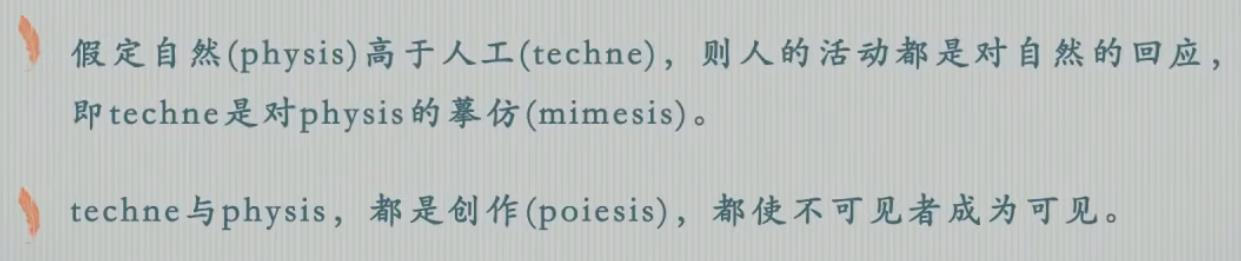 假定自然(physis)高于人工(techne)，则人的活动都是对自然的回应，
即techne是对physis的摹仿(mimesis)。
techne与physis，都是创作(poiesis)，都使不可见者成为可见。